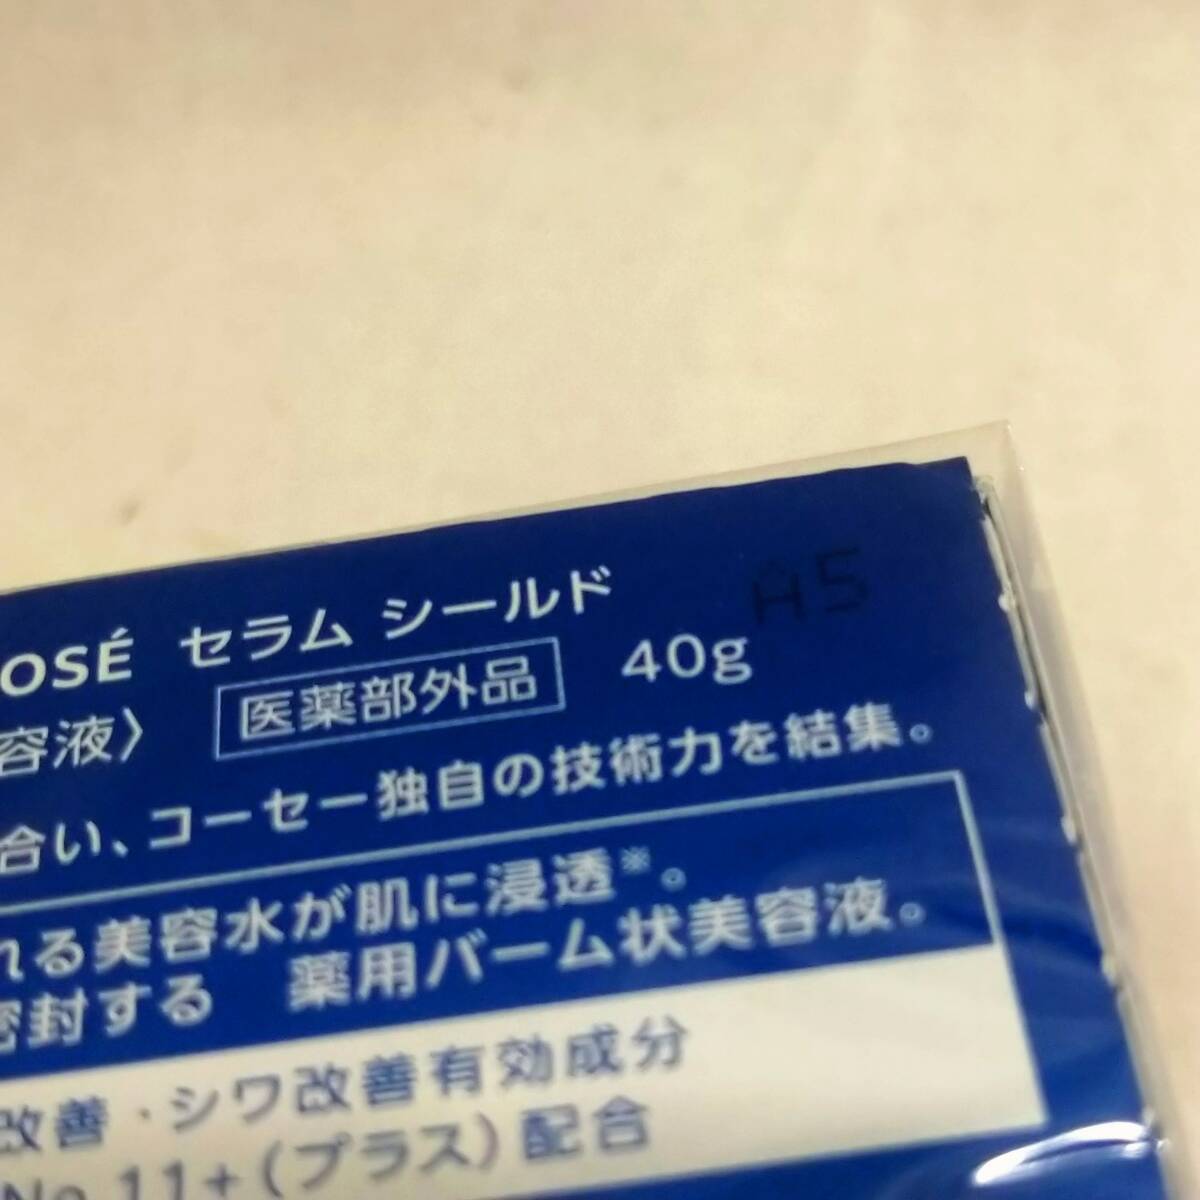 OSÉ セラム シールド A5
容液〉 医薬部外品 40g
合い、コーセー独自の技術力を結集。
れる美容水が肌に浸透※。
密封する 薬用バーム状美容液。
改善・シワ改善有効成分
No.11+(プラス)配合